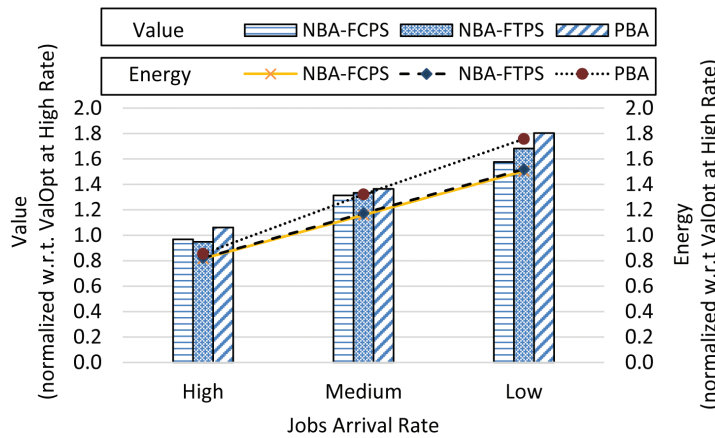 Value NBA-FCPS NBA-FTPS PBA
Energy NBA-FCPS NBA-FTPS PBA
Value
(normalized w.r.t. ValOpt at High Rate)
2.0 2.0
1.8 1.8
1.6 1.6
1.4 1.4
1.2 1.2
1.0 1.0
0.8 0.8
0.6 0.6
0.4 0.4
0.2 0.2
0.0 0.0
Energy
(normalized w.r.t ValOpt at High Rate)
High Medium Low
Jobs Arrival Rate